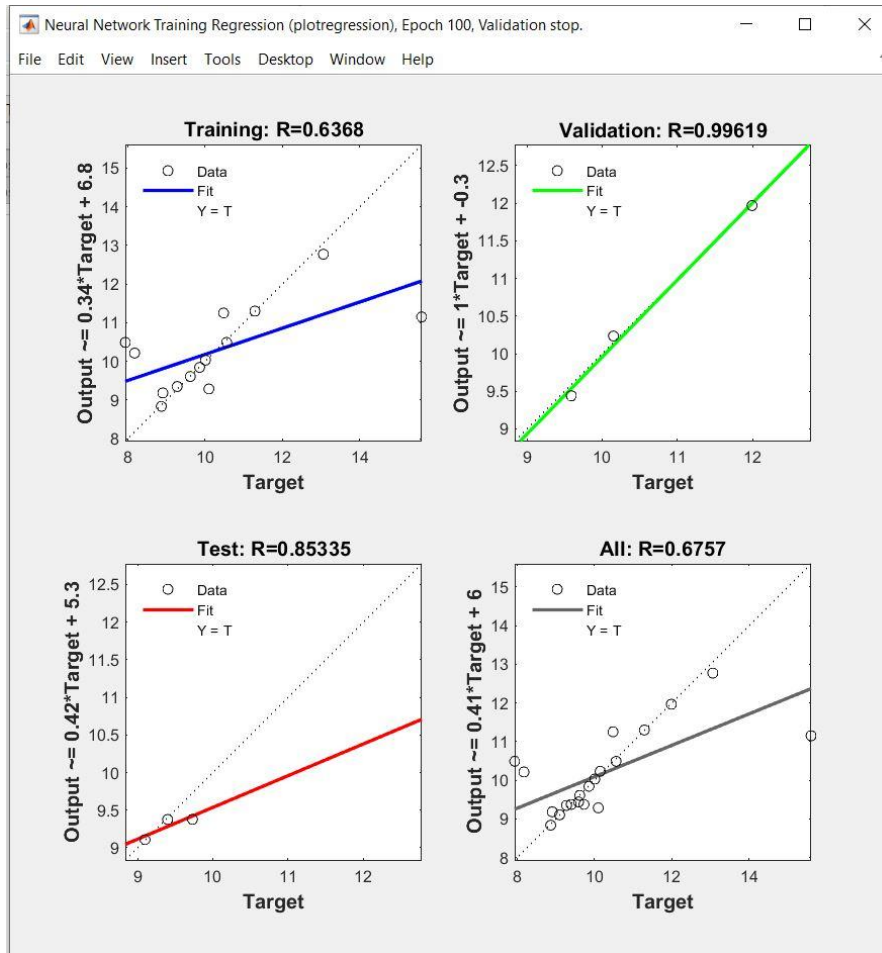 Neural Network Training Regression (plotregression), Epoch 100, Validation stop.
File Edit View Insert Tools Desktop Window Help
Training: R=0.6368
Output ~= 0.34*Target + 6.8
15
14
13
12
11
10
9
8
Data
Fit
Y = T
8 10 12 14
Target
Validation: R=0.99619
Output ~= 1*Target + -0.3
12.5
12
11.5
11
10.5
10
9.5
9
Data
Fit
Y = T
9 10 11 12
Target
Test: R=0.85335
Output ~= 0.42*Target + 5.3
12.5
12
11.5
11
10.5
10
9.5
9
Data
Fit
Y = T
9 10 11 12
Target
All: R=0.6757
Output ~= 0.41*Target + 6
15
14
13
12
11
10
9
8
Data
Fit
Y = T
8 10 12 14
Target